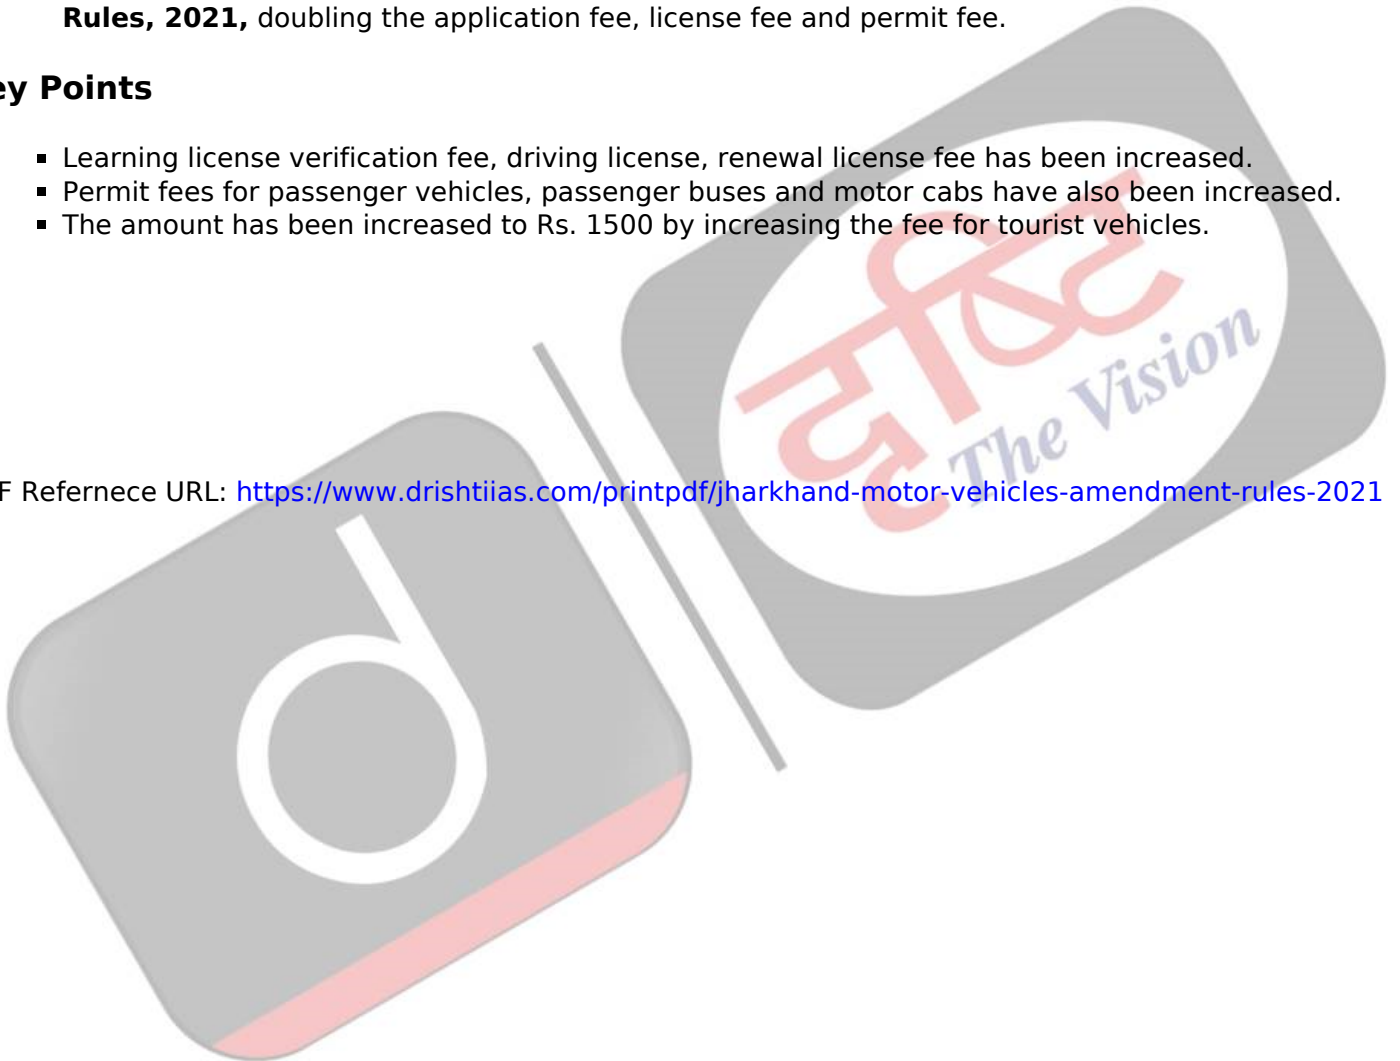 Rules, 2021, doubling the application fee, license fee and permit fee.
ey Points
▪ Learning license verification fee, driving license, renewal license fee has been increased.
▪ Permit fees for passenger vehicles, passenger buses and motor cabs have also been increased.
▪ The amount has been increased to Rs. 1500 by increasing the fee for tourist vehicles.
दृष्टि
The Vision
F Refernece URL: https://www.drishtiias.com/printpdf/jharkhand-motor-vehicles-amendment-rules-2021
d